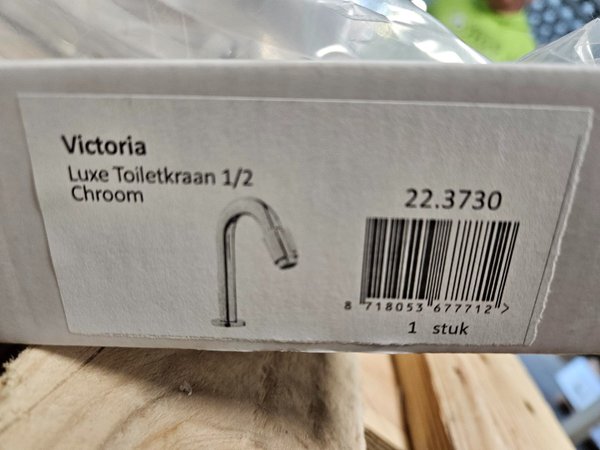 Victoria
Luxe Toiletkraan 1/2
Chroom
22.3730
8 718053 677712 >
1 stuk